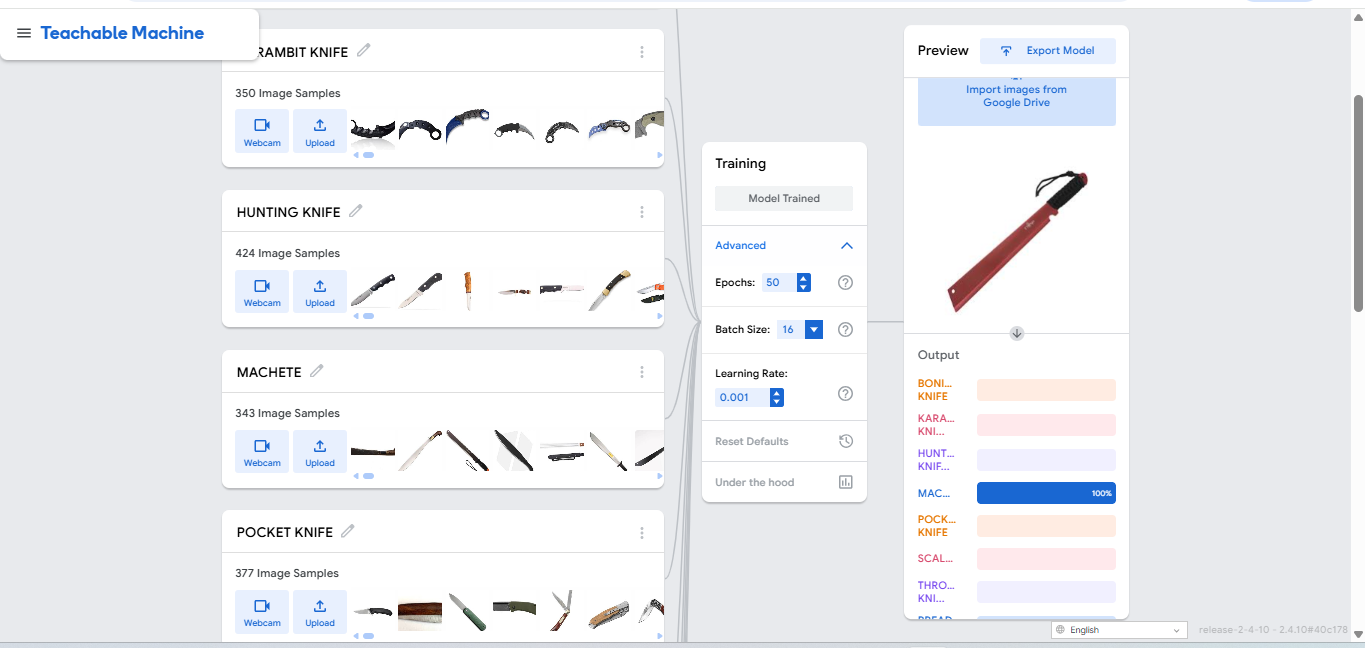 Teachable Machine
RAMBIT KNIFE
350 Image Samples
Webcam
Upload
HUNTING KNIFE
424 Image Samples
Webcam
Upload
MACHETE
343 Image Samples
Webcam
Upload
POCKET KNIFE
377 Image Samples
Webcam
Upload
Training
Model Trained
Advanced
Epochs: 50
Batch Size: 16
Learning Rate:
0.001
Reset Defaults
Under the hood
Preview
Export Model
Import images from
Google Drive
Output
BONI...
KNIFE
KARA...
KNI...
HUNT...
KNIF...
MAC...
100%
POCK...
KNIFE
SCAL...
THRO...
KNI...
BREAD
English
release-2-4-10 - 2.4.10#40c178